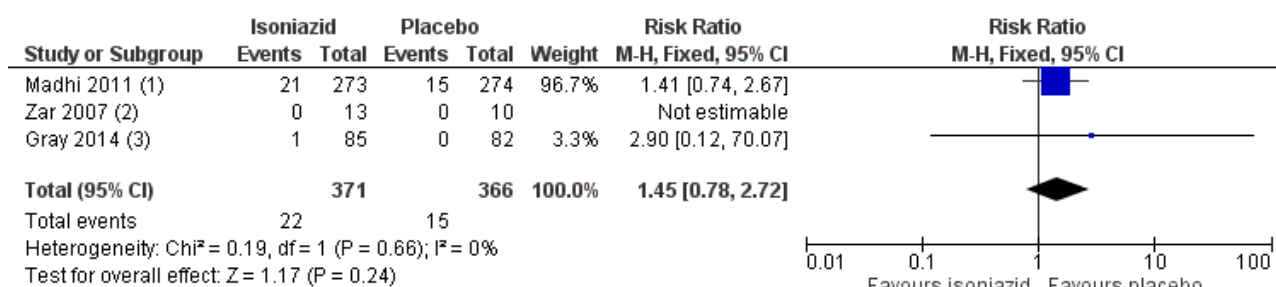 Isoniazid Placebo Risk Ratio Risk Ratio
Study or Subgroup Events Total Events Total Weight M-H, Fixed, 95% CI M-H, Fixed, 95% CI
Madhi 2011 (1) 21 273 15 274 96.7% 1.41 [0.74, 2.67]
Zar 2007 (2) 0 13 0 10 Not estimable
Gray 2014 (3) 1 85 0 82 3.3% 2.90 [0.12, 70.07]
Total (95% CI) 371 366 100.0% 1.45 [0.78, 2.72]
Total events 22 15
Heterogeneity: Chi² = 0.19, df = 1 (P = 0.66); I² = 0%
Test for overall effect: Z = 1.17 (P = 0.24)
0.01 0.1 1 10 100
Favours isoniazid Favours placebo